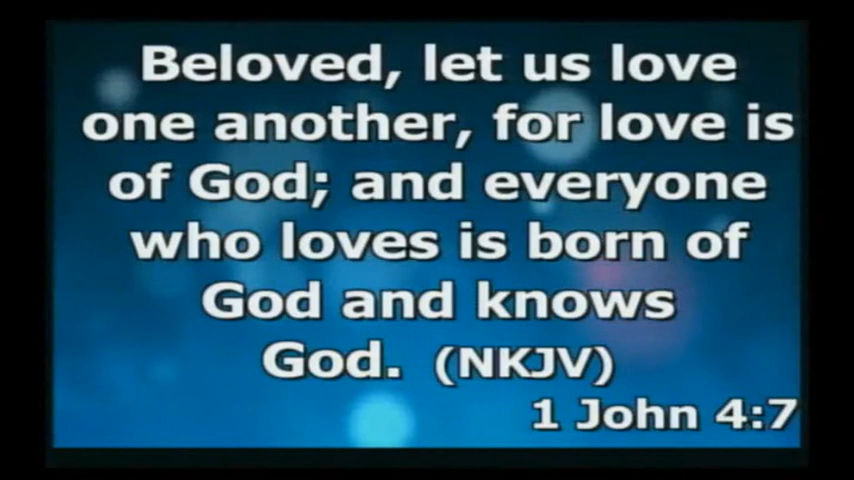 Beloved, let us love
one another, for love is
of God; and everyone
who loves is born of
God and knows
God. (NKJV)
1 John 4:7